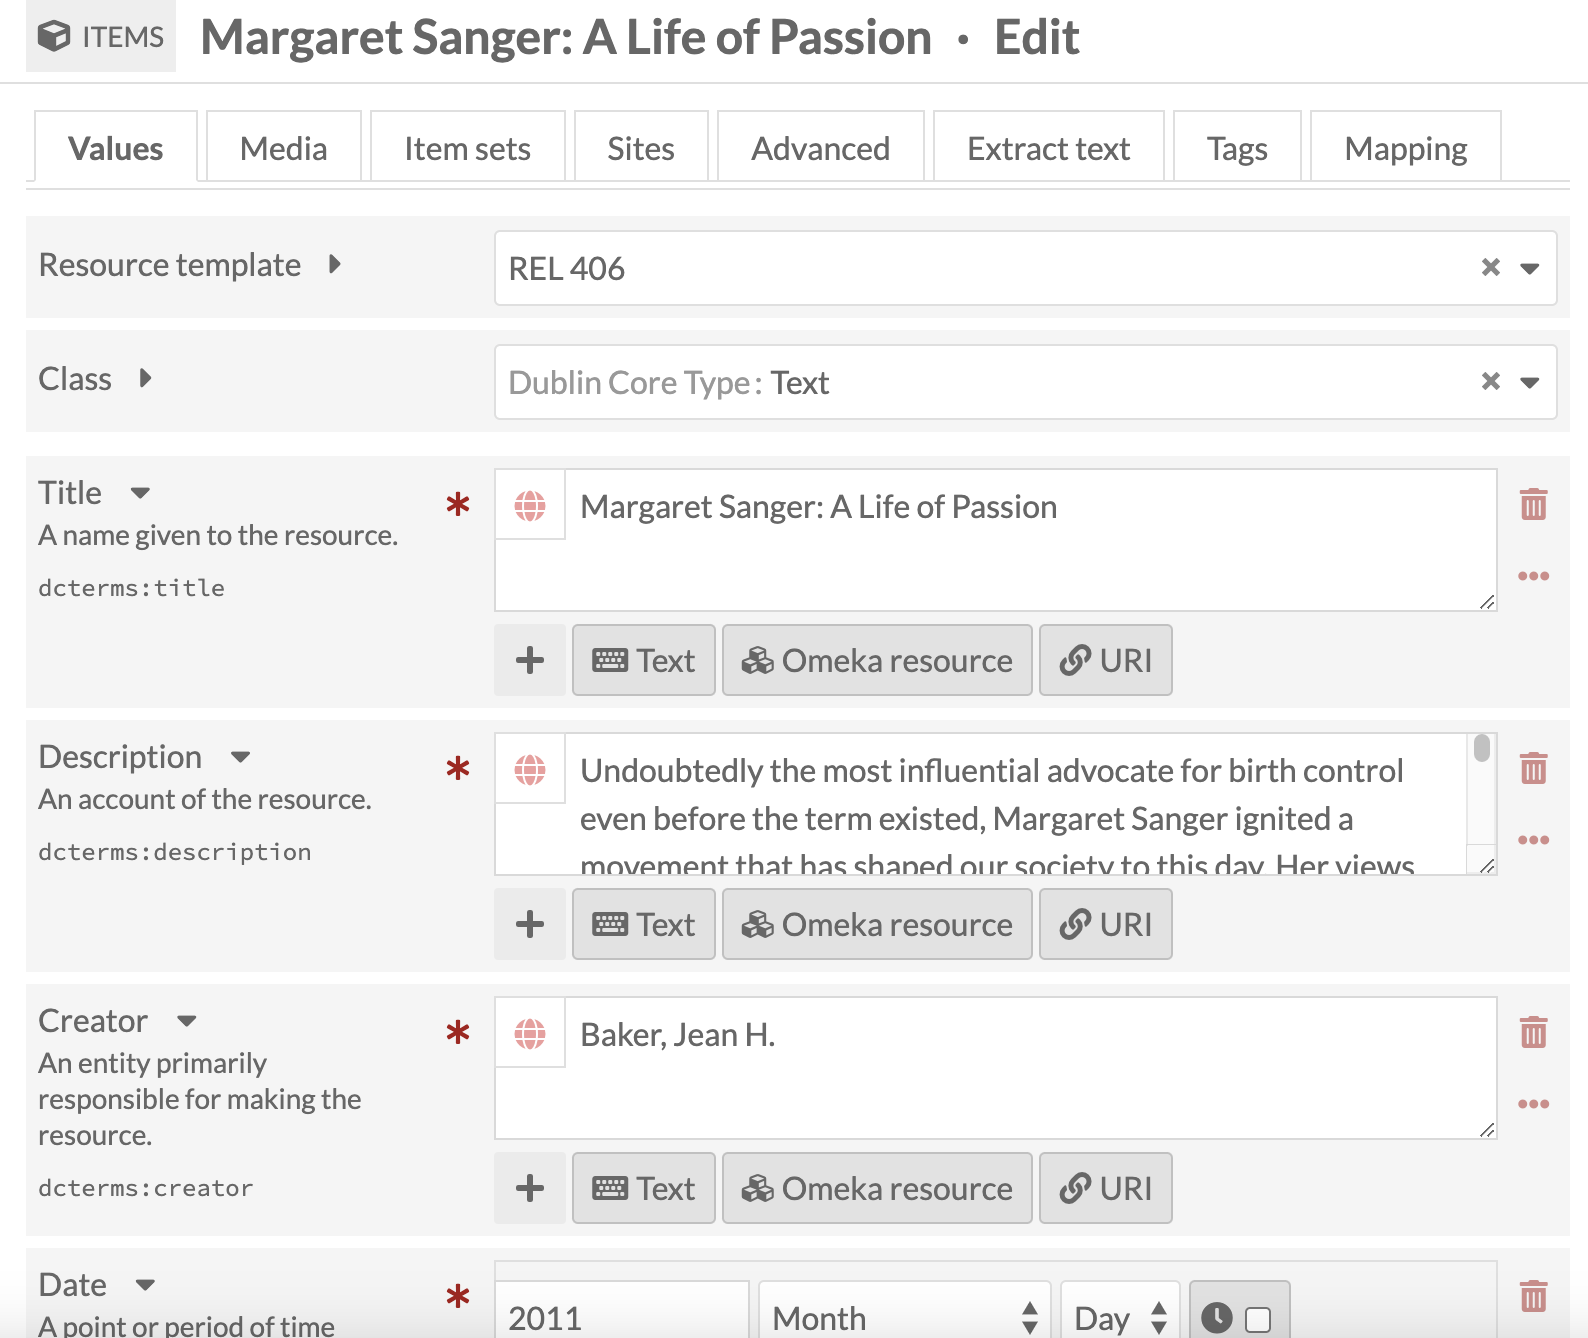 ITEMS Margaret Sanger: A Life of Passion · Edit
Values Media Item sets Sites Advanced Extract text Tags Mapping
Resource template REL 406
Class Dublin Core Type: Text
Title * Margaret Sanger: A Life of Passion
A name given to the resource.
dcterms:title
+ Text Omeka resource URI
Description * Undoubtedly the most influential advocate for birth control
An account of the resource. even before the term existed, Margaret Sanger ignited a
dcterms:description movement that has shaped our society to this day. Her views
+ Text Omeka resource URI
Creator * Baker, Jean H.
An entity primarily
responsible for making the
resource.
dcterms:creator
+ Text Omeka resource URI
Date * 2011 Month Day
A point or period of time